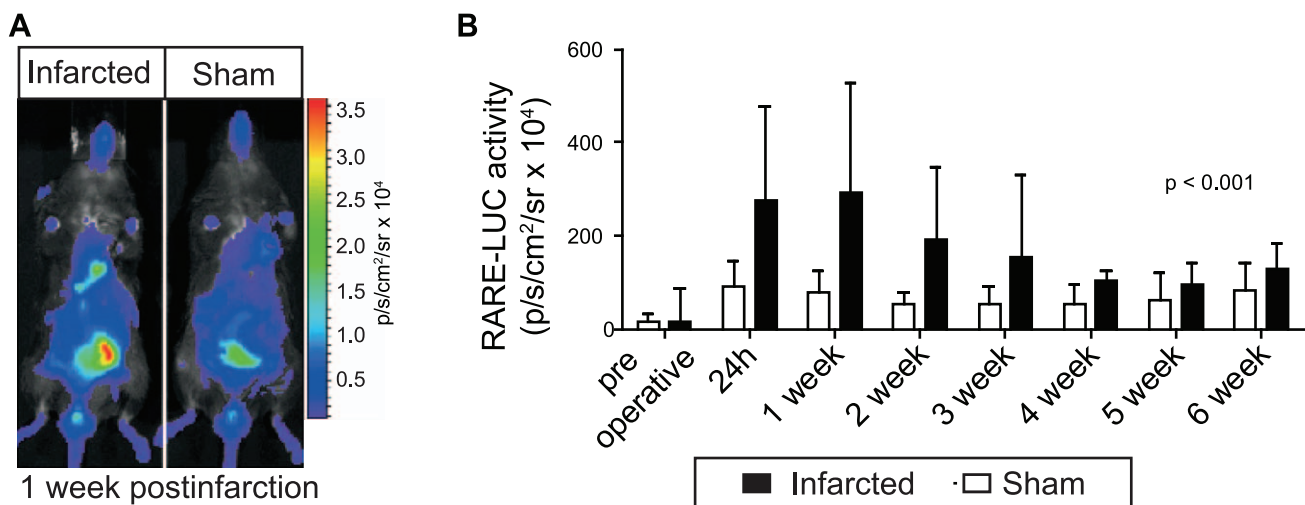 A
Infarcted
Sham
3.5
3.0
2.5
2.0
1.5
1.0
0.5
p/s/cm²/sr x 10⁴
1 week postinfarction
B
RARE-LUC activity
(p/s/cm²/sr x 10⁴)
600
400
200
0
p < 0.001
pre
operative
24h
1 week
2 week
3 week
4 week
5 week
6 week
Infarcted
Sham